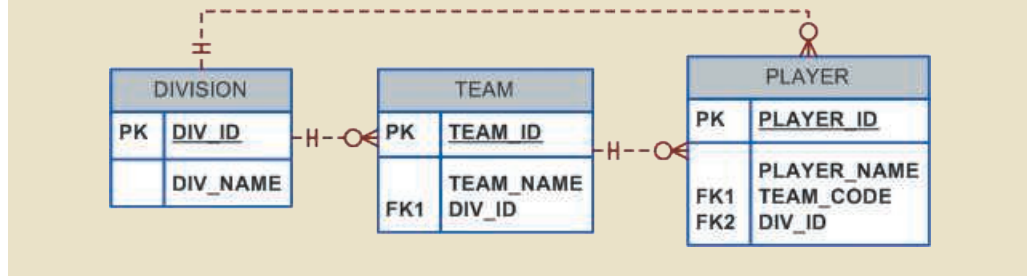 DIVISION
PK DIV_ID
DIV_NAME
TEAM
PK TEAM_ID
TEAM_NAME
FK1 DIV_ID
PLAYER
PK PLAYER_ID
PLAYER_NAME
FK1 TEAM_CODE
FK2 DIV_ID